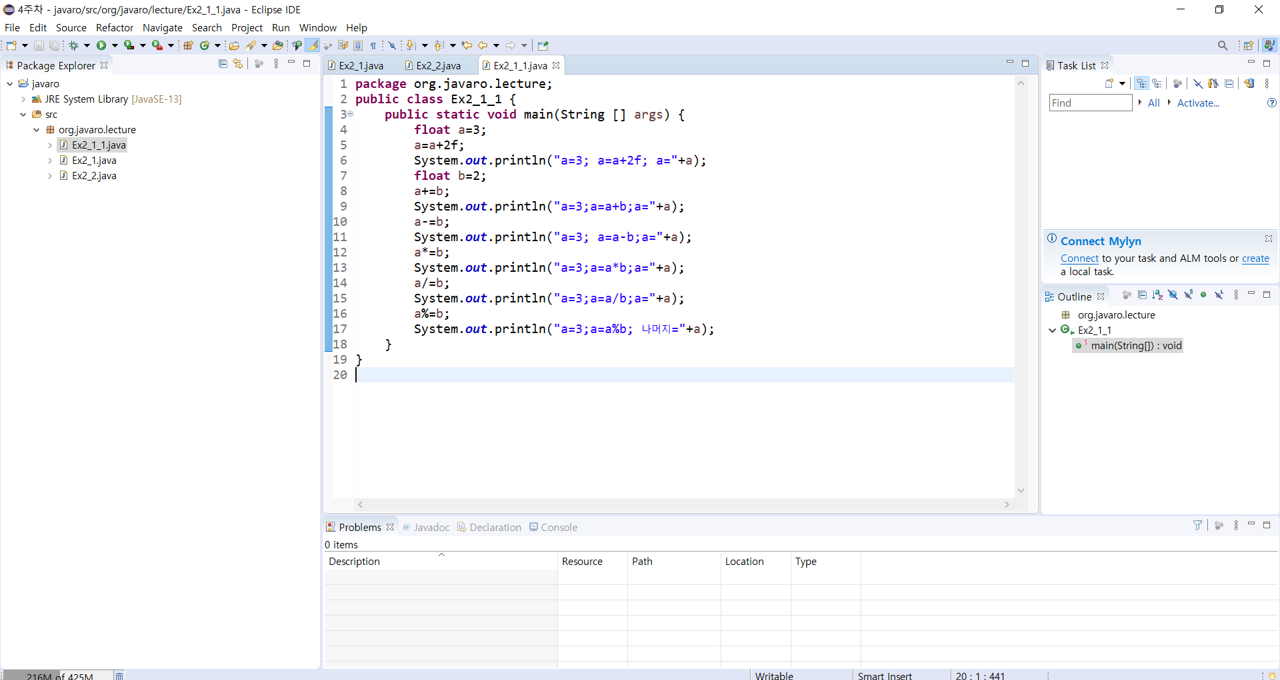 4주차 - javaro/src/org/javaro/lecture/Ex2_1_1.java - Eclipse IDE
File Edit Source Refactor Navigate Search Project Run Window Help
Package Explorer
javaro
JRE System Library [JavaSE-13]
src
org.javaro.lecture
Ex2_1_1.java
Ex2_1.java
Ex2_2.java
Ex2_1.java Ex2_2.java Ex2_1_1.java
1 package org.javaro.lecture;
2 public class Ex2_1_1 {
3 public static void main(String [] args) {
4 float a=3;
5 a=a+2f;
6 System.out.println("a=3; a=a+2f; a="+a);
7 float b=2;
8 a+=b;
9 System.out.println("a=3;a=a+b;a="+a);
10 a-=b;
11 System.out.println("a=3; a=a-b;a="+a);
12 a*=b;
13 System.out.println("a=3;a=a*b;a="+a);
14 a/=b;
15 System.out.println("a=3;a=a/b;a="+a);
16 a%=b;
17 System.out.println("a=3;a=a%b; 나머지="+a);
18 }
19 }
20
Task List
Find All Activate...
Connect Mylyn
Connect to your task and ALM tools or create
a local task.
Outline
org.javaro.lecture
Ex2_1_1
main(String[]) : void
Problems Javadoc Declaration Console
0 items
Description Resource Path Location Type
216M of 425M Writable Smart Insert 20 : 1 : 441